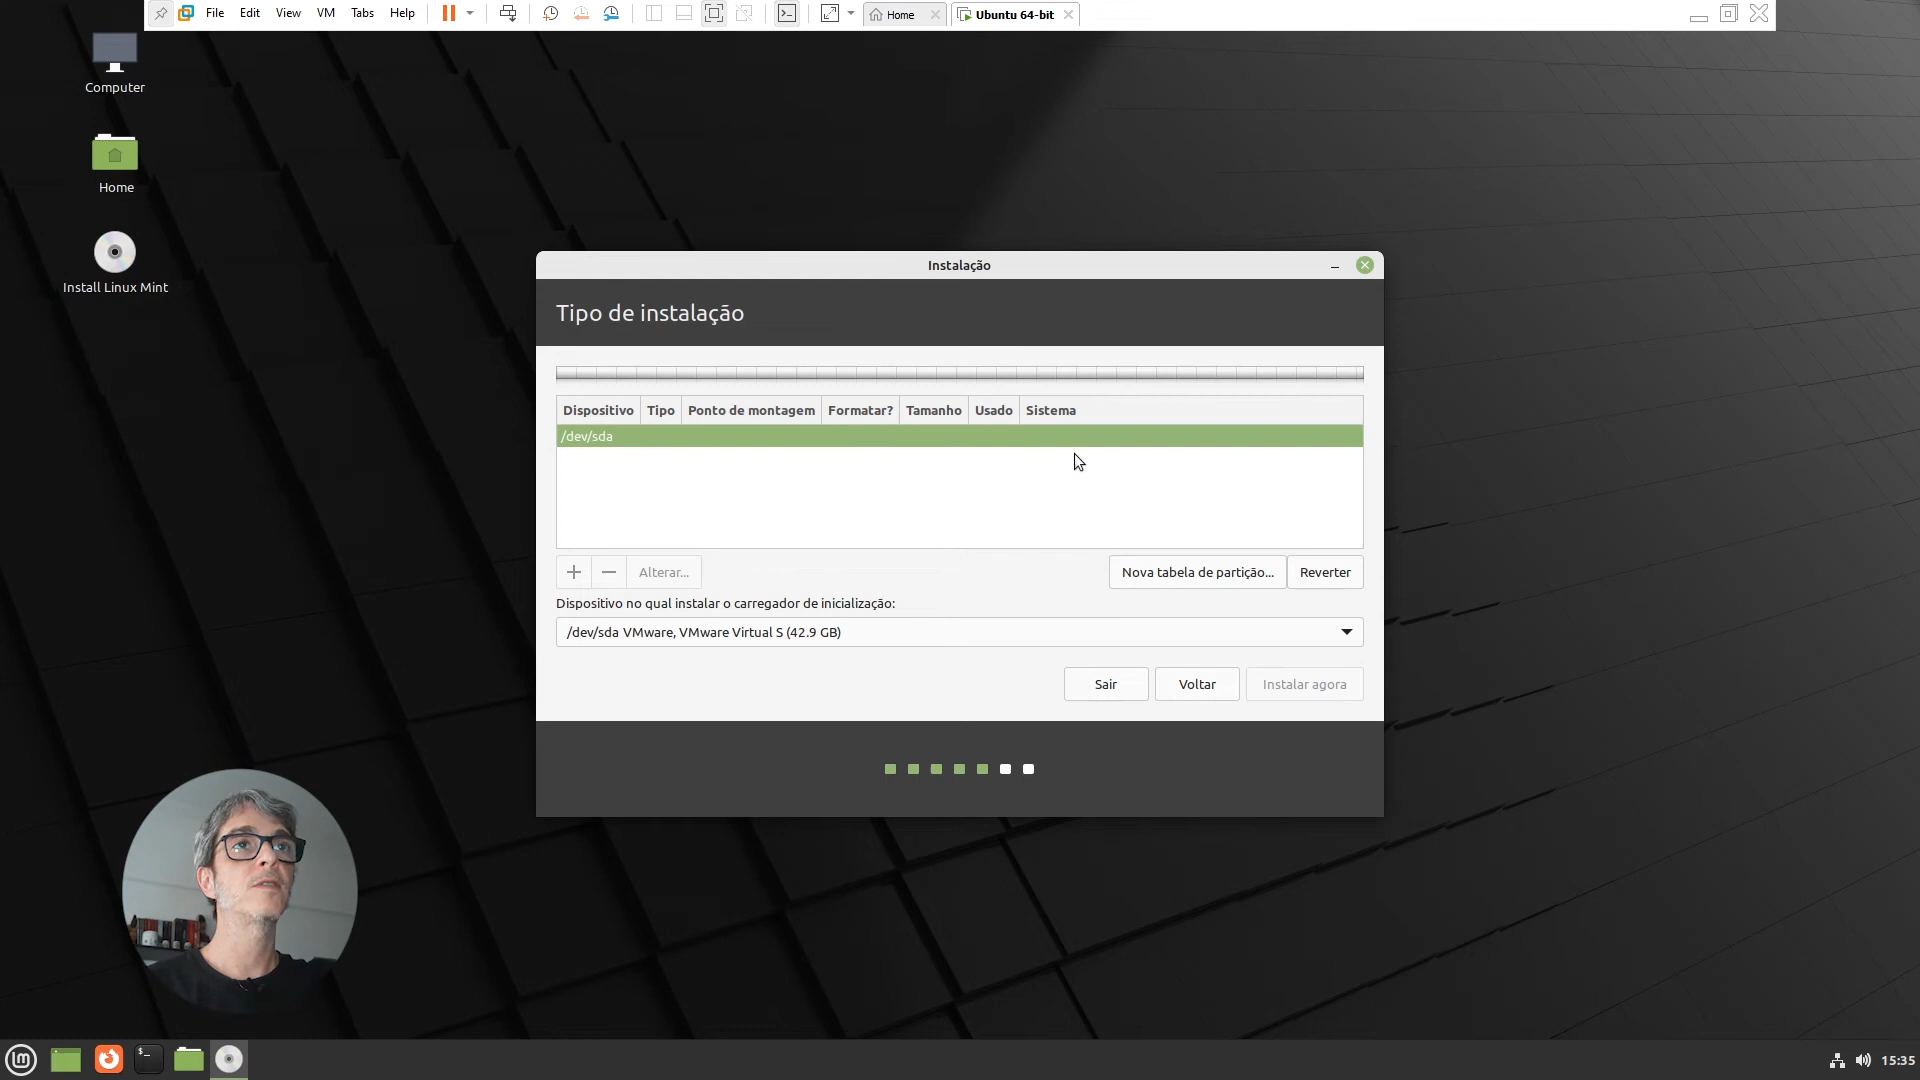 File Edit View VM Tabs Help Home Ubuntu 64-bit
Computer
Home
Install Linux Mint
Instalação
Tipo de instalação
Dispositivo Tipo Ponto de montagem Formatar? Tamanho Usado Sistema
/dev/sda
+ − Alterar... Nova tabela de partição... Reverter
Dispositivo no qual instalar o carregador de inicialização:
/dev/sda VMware, VMware Virtual S (42.9 GB)
Sair Voltar Instalar agora
15:35